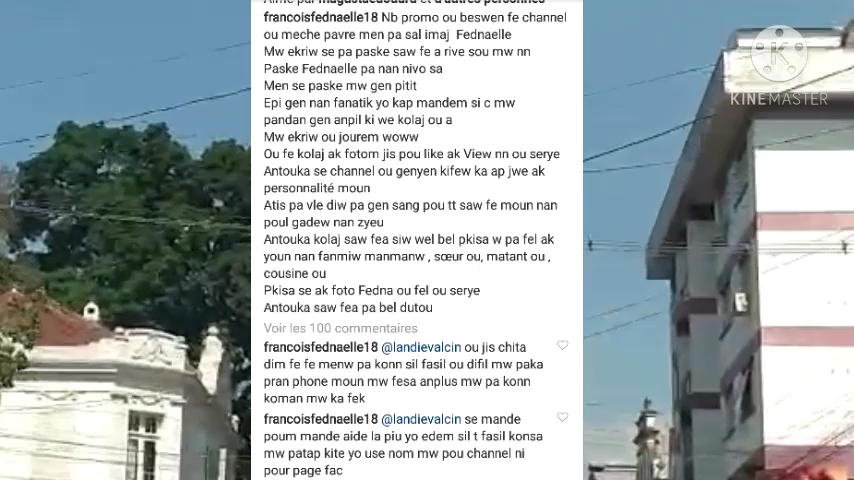 francoisfednaelle18 Nb promo ou beswen fe channel
ou meche pavre men pa sal imaj Fednaelle
Mw ekriw se pa paske saw fe a rive sou mw nn
Paske Fednaelle pa nan nivo sa
Men se paske mw gen pitit
Epi gen nan fanatik yo kap mandem si c mw
pandan gen anpil ki we kolaj ou a
Mw ekriw ou jourem woww
Ou fe kolaj ak fotom jis pou like ak View nn ou serye
Antouka se channel ou genyen kifew ka ap jwe ak
personnalité moun
Atis pa vle diw pa gen sang pou tt saw fe moun nan
poul gadew nan zyeu
Antouka kolaj saw fea siw wel bel pkisa w pa fel ak
youn nan fanmiw manmanw , sœur ou, matant ou ,
cousine ou
Pkisa se ak foto Fedna ou fel ou serye
Antouka saw fea pa bel dutou
Voir les 100 commentaires
francoisfednaelle18 @landievalcin ou jis chita
dim fe fe menw pa konn sil fasil ou difil mw paka
pran phone moun mw fesa anplus mw pa konn
koman mw ka fek
francoisfednaelle18 @landievalcin se mande
poum mande aide la piu yo edem sil t fasil konsa
mw patap kite yo use nom mw pou channel ni
pour page fac
K
KINEMASTER